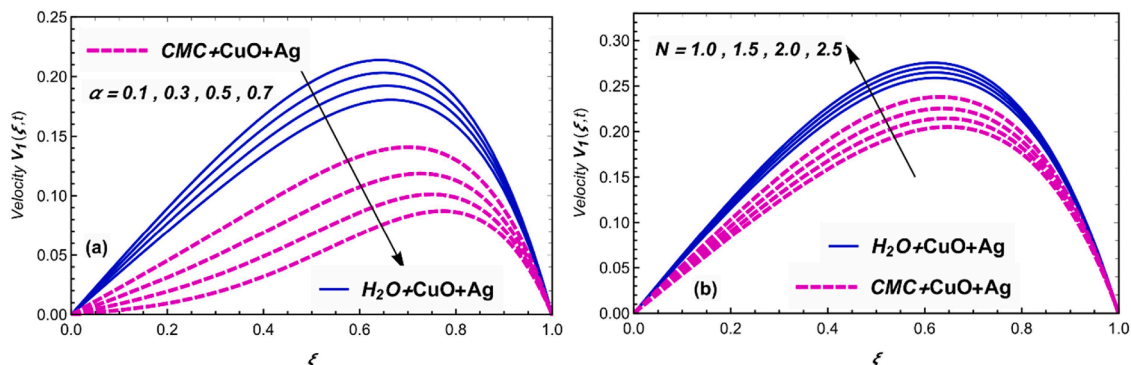 0.25
CMC+CuO+Ag
0.20
α = 0.1 , 0.3 , 0.5 , 0.7
0.15
Velocity V₁(ξ,t)
0.10
0.05
(a)
H₂O+CuO+Ag
0.00
0.0 0.2 0.4 0.6 0.8 1.0
ξ
0.30
N = 1.0 , 1.5 , 2.0 , 2.5
0.25
0.20
Velocity V₁(ξ,t)
0.15
0.10
H₂O+CuO+Ag
0.05
(b)
CMC+CuO+Ag
0.00
0.0 0.2 0.4 0.6 0.8 1.0
ξ